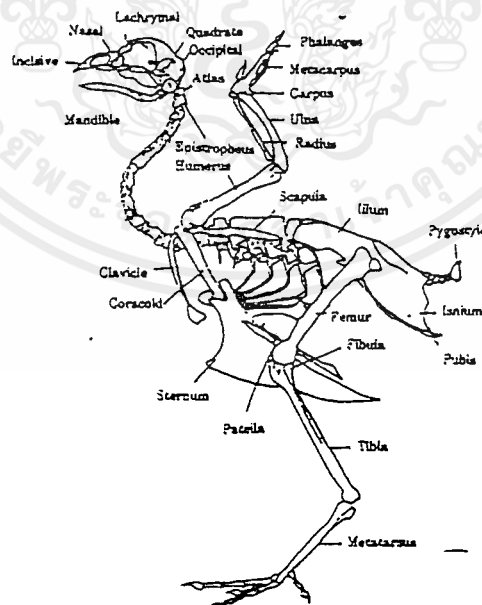 Lachrymal
Nasal
Quadrate
Occipital
Incisive
Atlas
Mandible
Epistropheus
Humerus
Phalanges
Metacarpus
Carpus
Ulna
Radius
Scapula
Ilium
Pygostyle
Clavicle
Coracoid
Femur
Isnium
Fibula
Pubis
Sternum
Patella
Tibia
Metatarsus